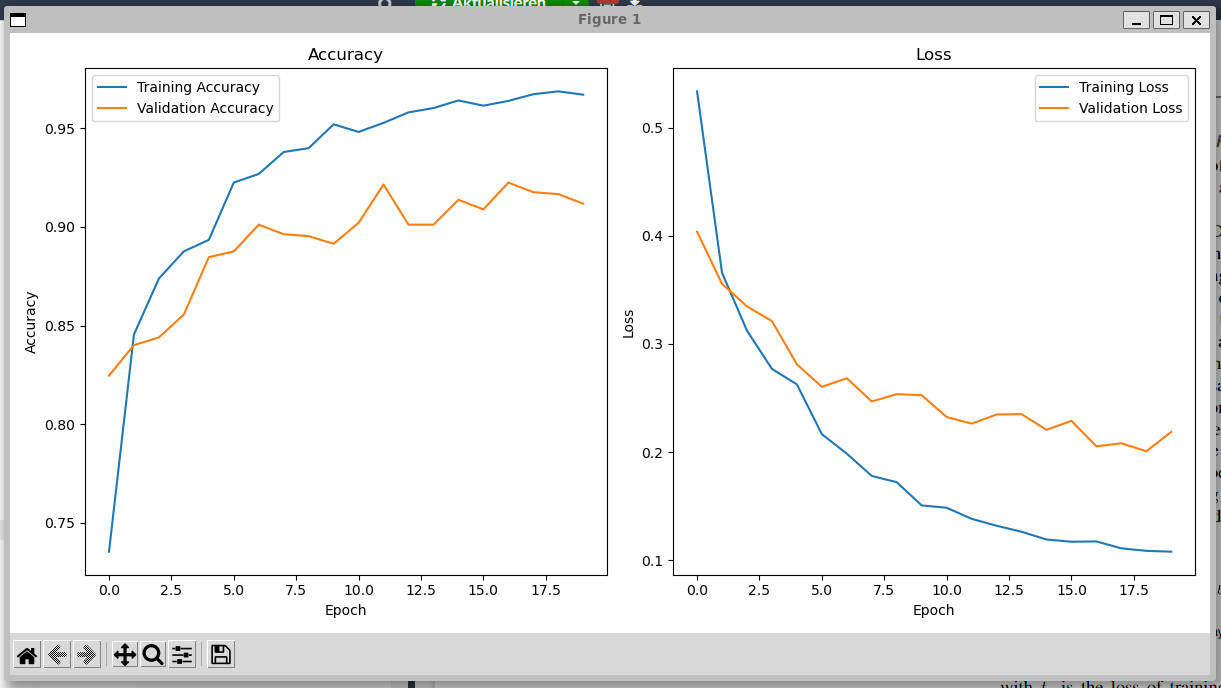 Aktualisieren
Figure 1
Accuracy
Training Accuracy
Validation Accuracy
0.95
0.90
0.85
0.80
0.75
Accuracy
0.0 2.5 5.0 7.5 10.0 12.5 15.0 17.5
Epoch
Loss
Training Loss
Validation Loss
0.5
0.4
0.3
0.2
0.1
Loss
0.0 2.5 5.0 7.5 10.0 12.5 15.0 17.5
Epoch
with t is the loss of training